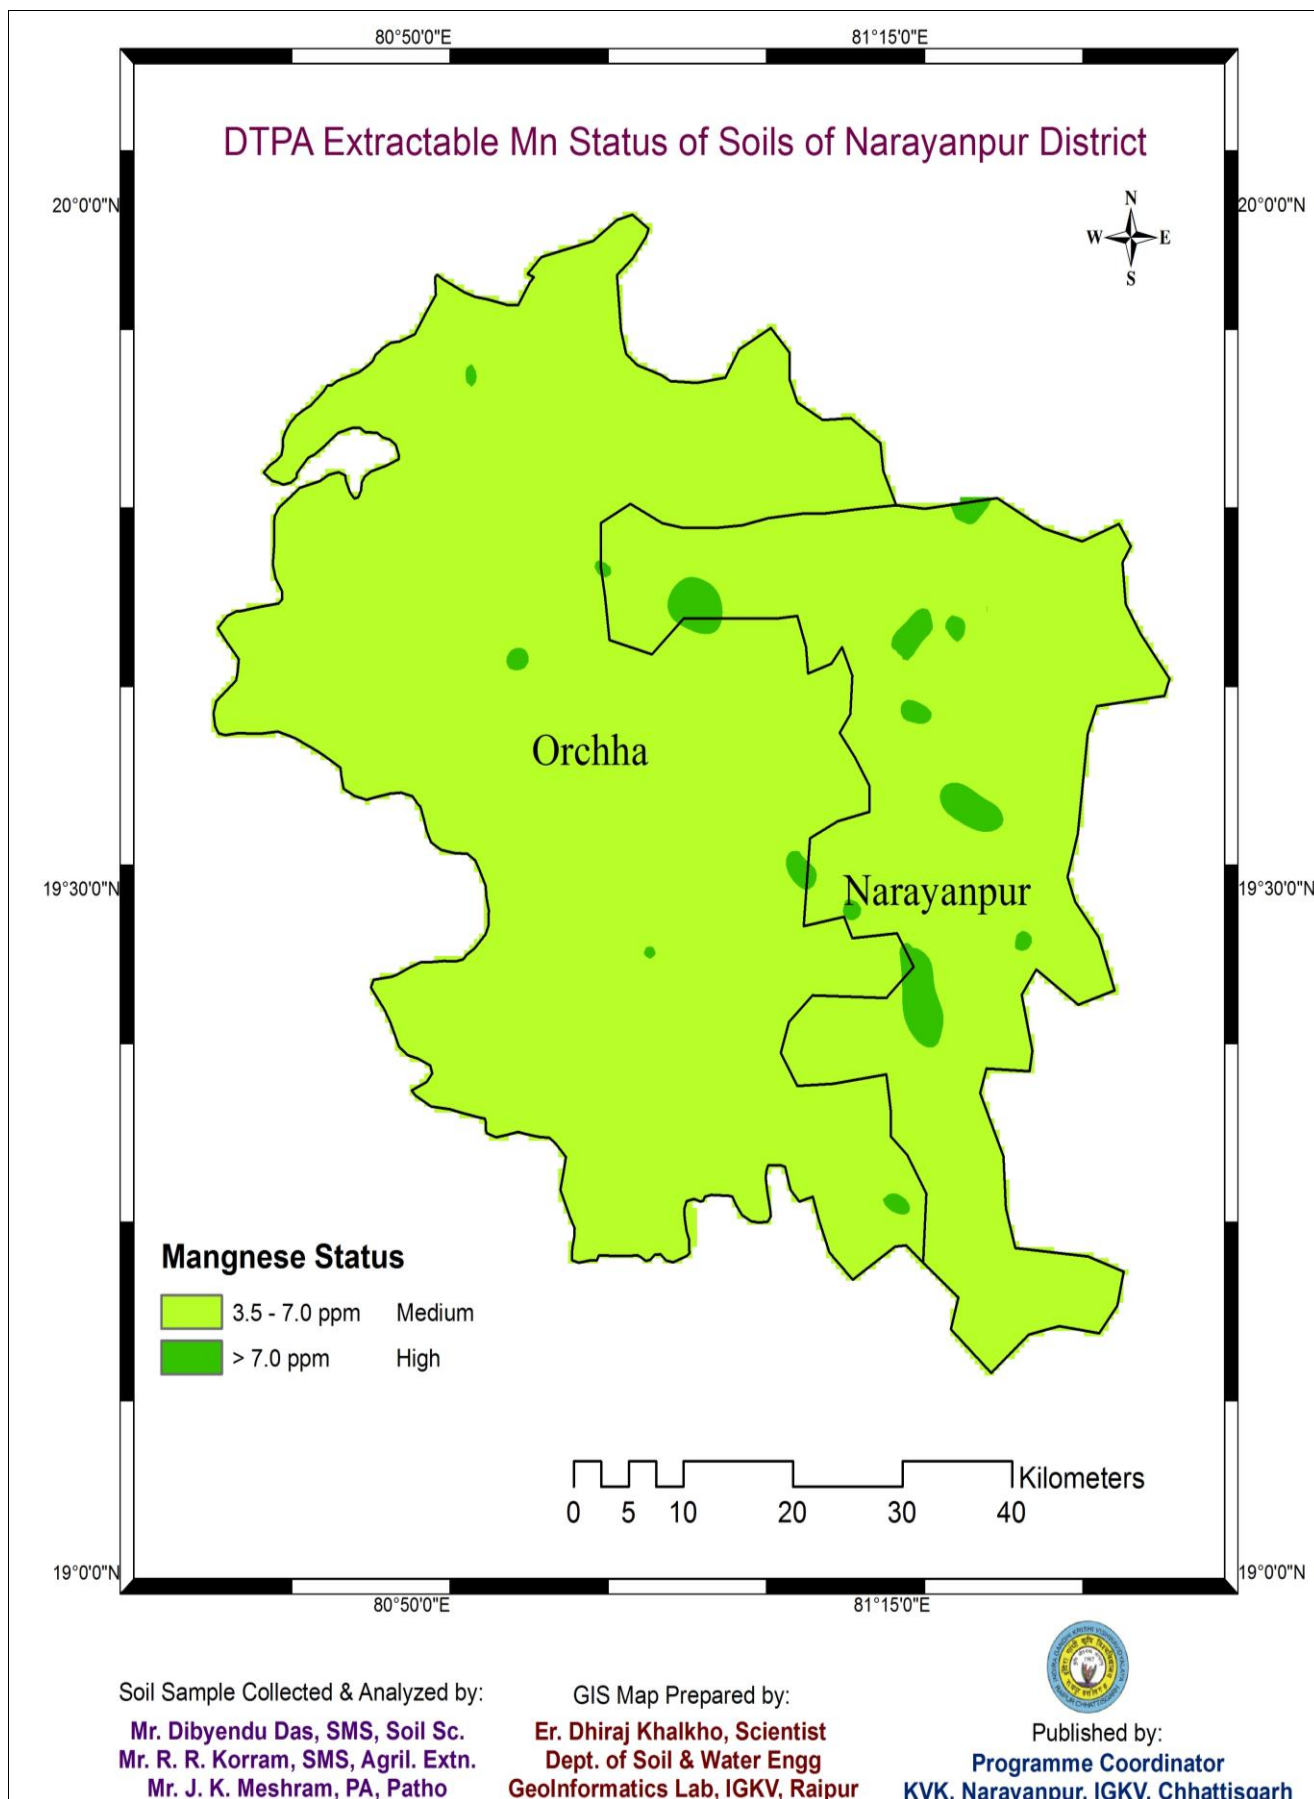 80°50'0"E
81°15'0"E
DTPA Extractable Mn Status of Soils of Narayanpur District
20°0'0"N
20°0'0"N
N
W
E
S
Orchha
19°30'0"N
19°30'0"N
Narayanpur
Mangnese Status
3.5 - 7.0 ppm Medium
> 7.0 ppm High
Kilometers
0 5 10 20 30 40
19°0'0"N
19°0'0"N
80°50'0"E
81°15'0"E
Soil Sample Collected & Analyzed by:
Mr. Dibyendu Das, SMS, Soil Sc.
Mr. R. R. Korram, SMS, Agril. Extn.
Mr. J. K. Meshram, PA, Patho
GIS Map Prepared by:
Er. Dhiraj Khalkho, Scientist
Dept. of Soil & Water Engg
GeoInformatics Lab, IGKV, Raipur
Published by:
Programme Coordinator
KVK, Narayanpur, IGKV, Chhattisgarh